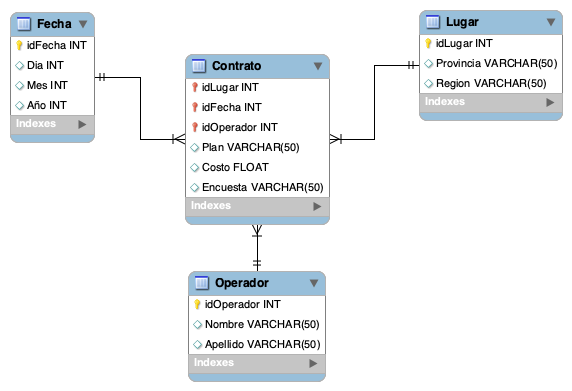 Fecha
idFecha INT
Dia INT
Mes INT
Año INT
Indexes
Contrato
idLugar INT
idFecha INT
idOperador INT
Plan VARCHAR(50)
Costo FLOAT
Encuesta VARCHAR(50)
Indexes
Lugar
idLugar INT
Provincia VARCHAR(50)
Region VARCHAR(50)
Indexes
Operador
idOperador INT
Nombre VARCHAR(50)
Apellido VARCHAR(50)
Indexes